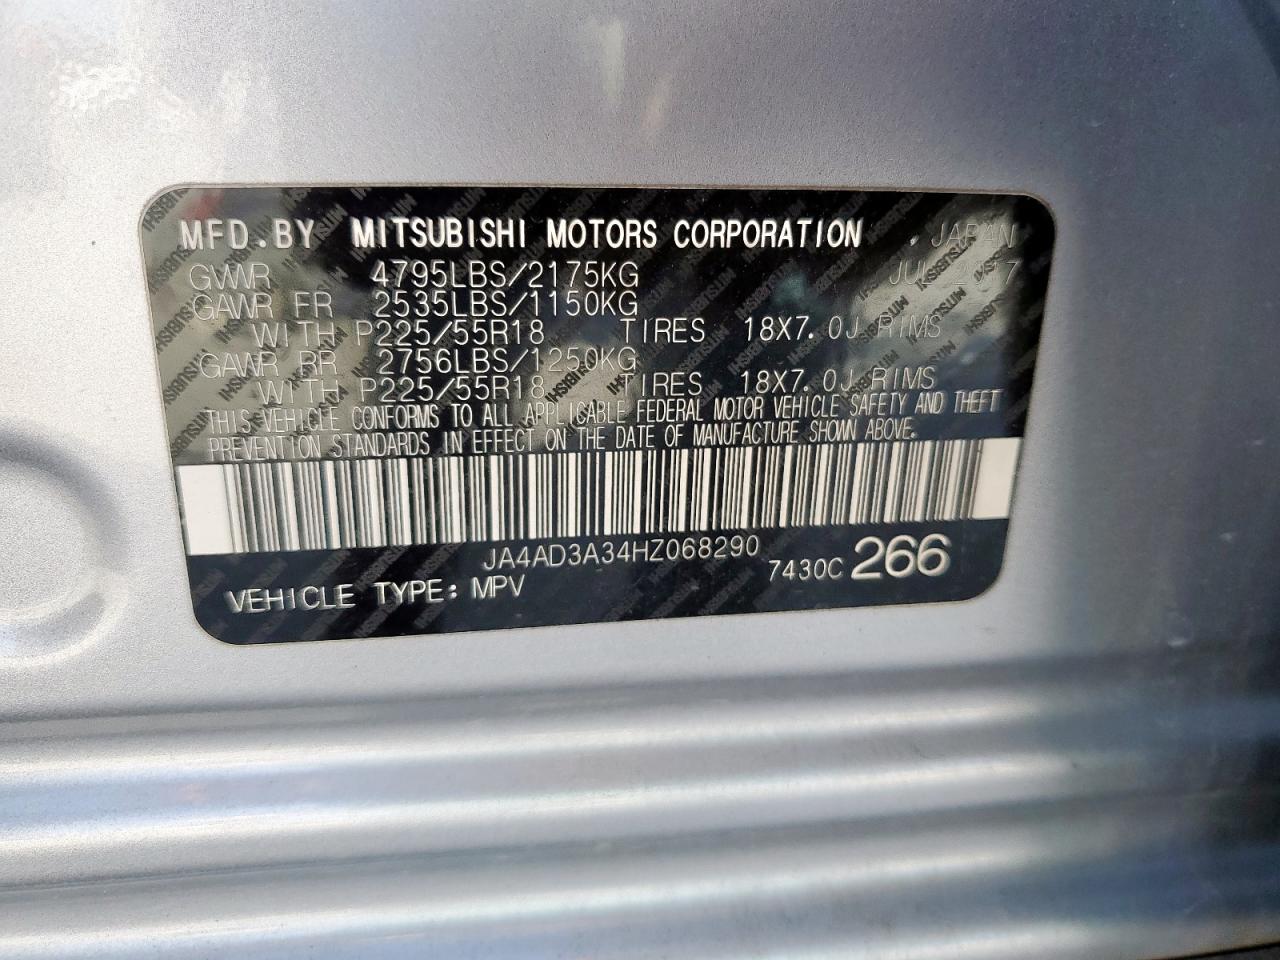 MFD.BY MITSUBISHI MOTORS CORPORATION , JAPAN
GVWR 4795LBS/2175KG
GAWR FR 2535LBS/1150KG
WITH P225/55R18 TIRES 18X7.0J RIMS
GAWR RR 2756LBS/1250KG
WITH P225/55R18 TIRES 18X7.0J RIMS
THIS VEHICLE CONFORMS TO ALL APPLICABLE FEDERAL MOTOR VEHICLE SAFETY AND THEFT
PREVENTION STANDARDS IN EFFECT ON THE DATE OF MANUFACTURE SHOWN ABOVE.
JA4AD3A34HZ068290
7430C 266
VEHICLE TYPE: MPV